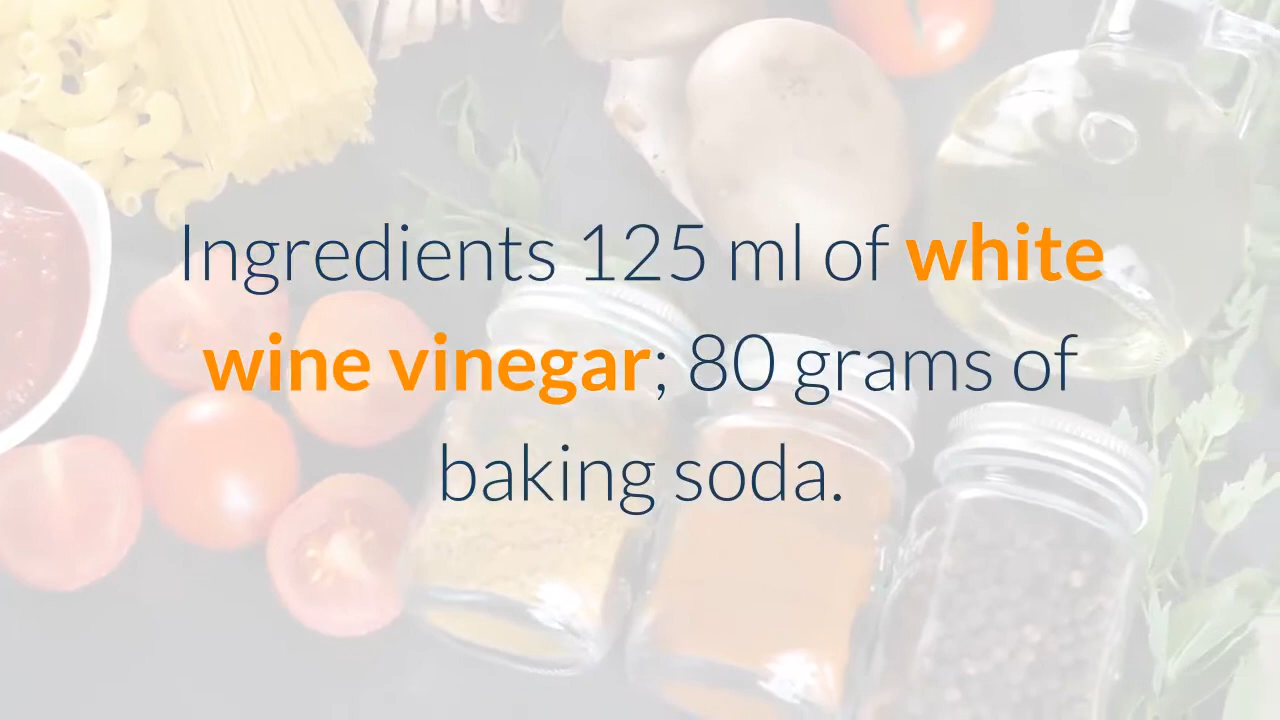 Ingredients 125 ml of white
wine vinegar; 80 grams of
baking soda.